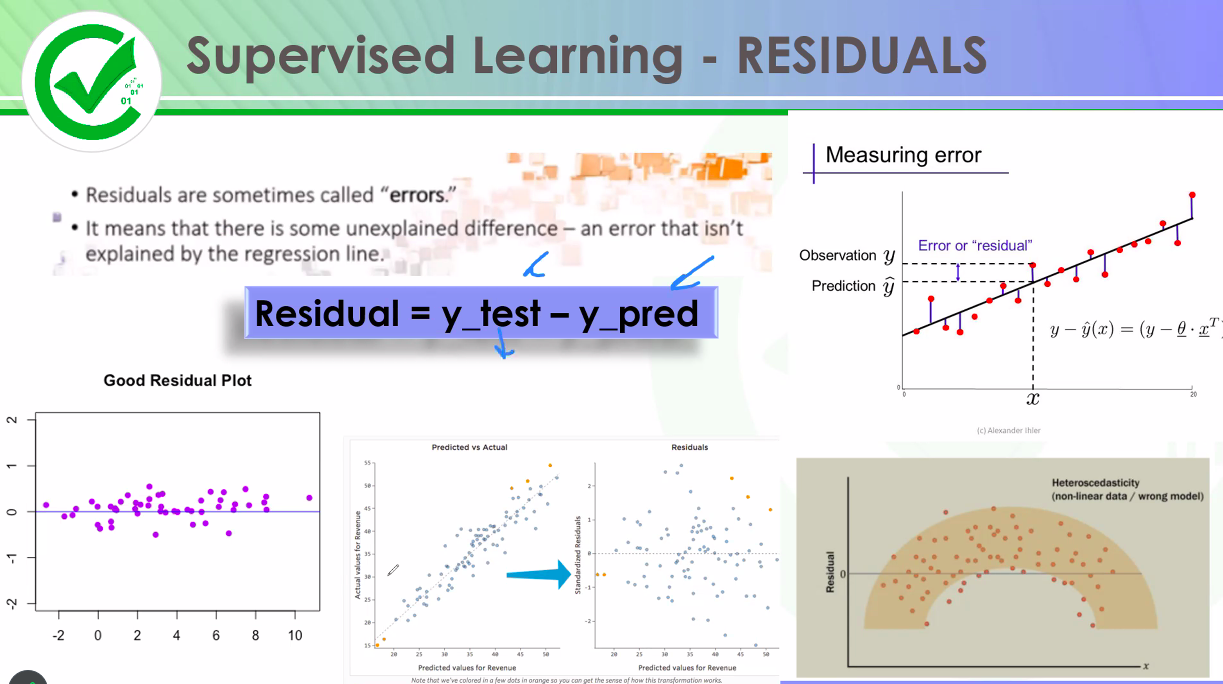 Supervised Learning - RESIDUALS
01 01
01
01
• Residuals are sometimes called “errors.”
• It means that there is some unexplained difference – an error that isn’t
explained by the regression line.
Residual = y_test – y_pred
Measuring error
Error or “residual”
Observation y
Prediction ŷ
y − ŷ(x) = (y − θ · x^T)
0
0
x
20
(c) Alexander Ihler
Good Residual Plot
2
1
0
-1
-2
-2 0 2 4 6 8 10
Predicted vs Actual
Actual values for Revenue
55
50
45
40
35
30
25
20
15
20 25 30 35 40 45 50
Predicted values for Revenue
Residuals
Standardized Residuals
2
1
0
-1
-2
20 25 30 35 40 45 50
Predicted values for Revenue
Note that we've colored in a few dots in orange so you can get the sense of how this transformation works.
Heteroscedasticity
(non-linear data / wrong model)
Residual
0
x